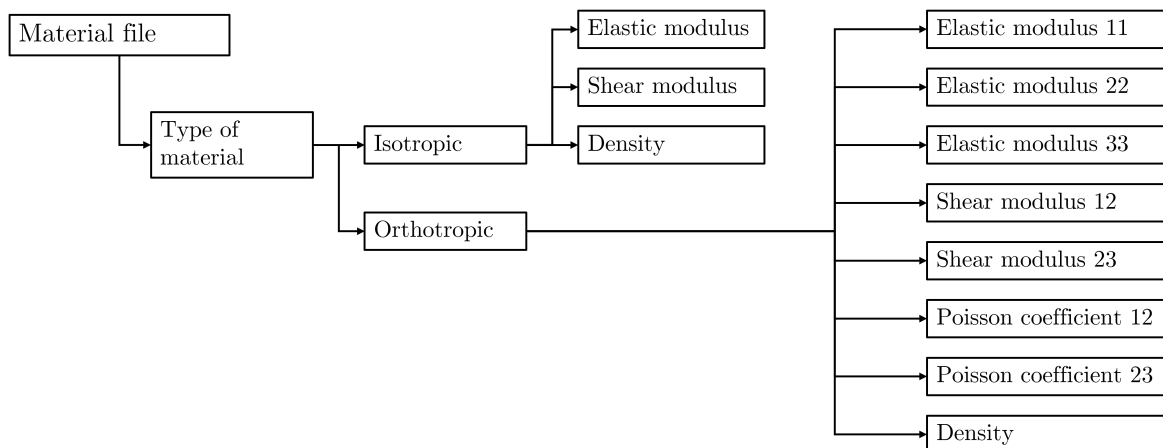 Material file
Type of
material
Isotropic
Orthotropic
Elastic modulus
Shear modulus
Density
Elastic modulus 11
Elastic modulus 22
Elastic modulus 33
Shear modulus 12
Shear modulus 23
Poisson coefficient 12
Poisson coefficient 23
Density